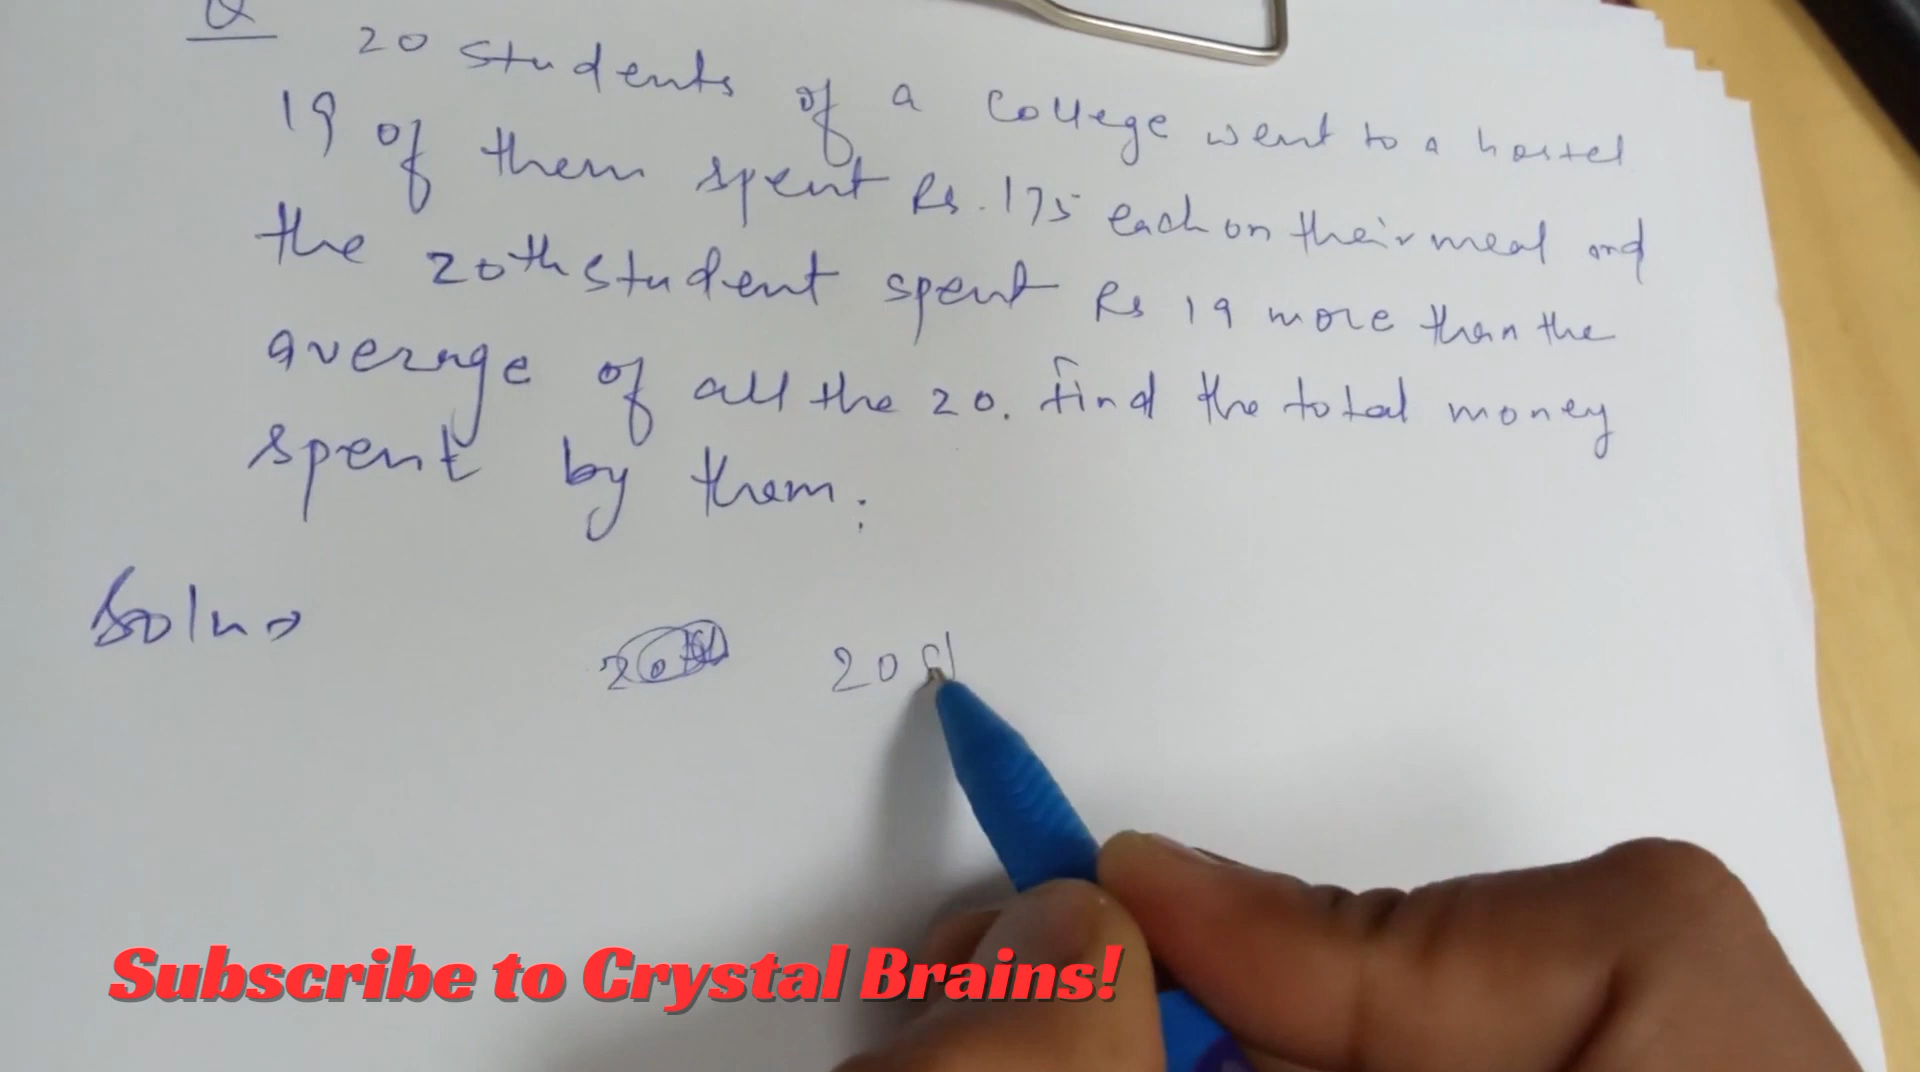 Q
20 students of a college went to a hostel
19 of them spent Rs. 175 each on their meal and
the 20th student spent Rs 19 more than the
average of all the 20. Find the total money
spent by them.
Soln →
20 20
Subscribe to Crystal Brains!